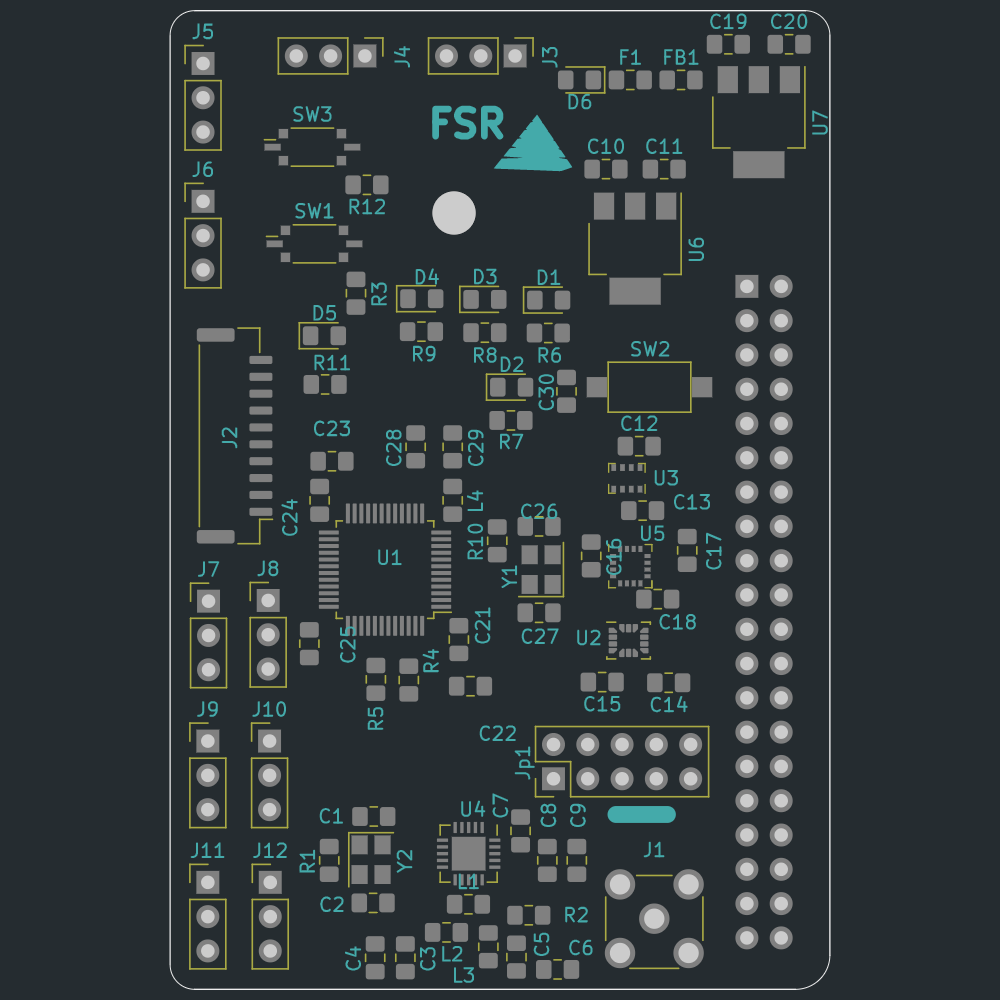 C19 C20
J5
J4 J3 F1 FB1
D6
SW3 FSR U7
C10 C11
J6
R12
SW1
U6
D4 D3 D1
R3
D5
R9 R8 R6
R11 SW2
D2
C30
C23 C12
J2 C28 C29 R7
U3
C24 L4 C26 C13
U5
U1 R10 C16 C17
J7 J8 Y1
C25 C21 C27 U2 C18
R4
R5 C15 C14
J9 J10
C22
Jp1
C1 U4 C7 C8 C9
J11 J12 R1 Y2 J1
L1
C2 R2
C4 C3 L2 C5 C6
L3